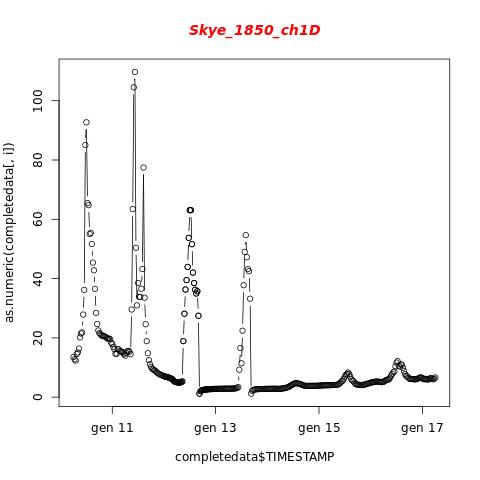 Skye_1850_ch1D
as.numeric(completedata[, i])
100
80
60
40
20
0
gen 11 gen 13 gen 15 gen 17
completedata$TIMESTAMP